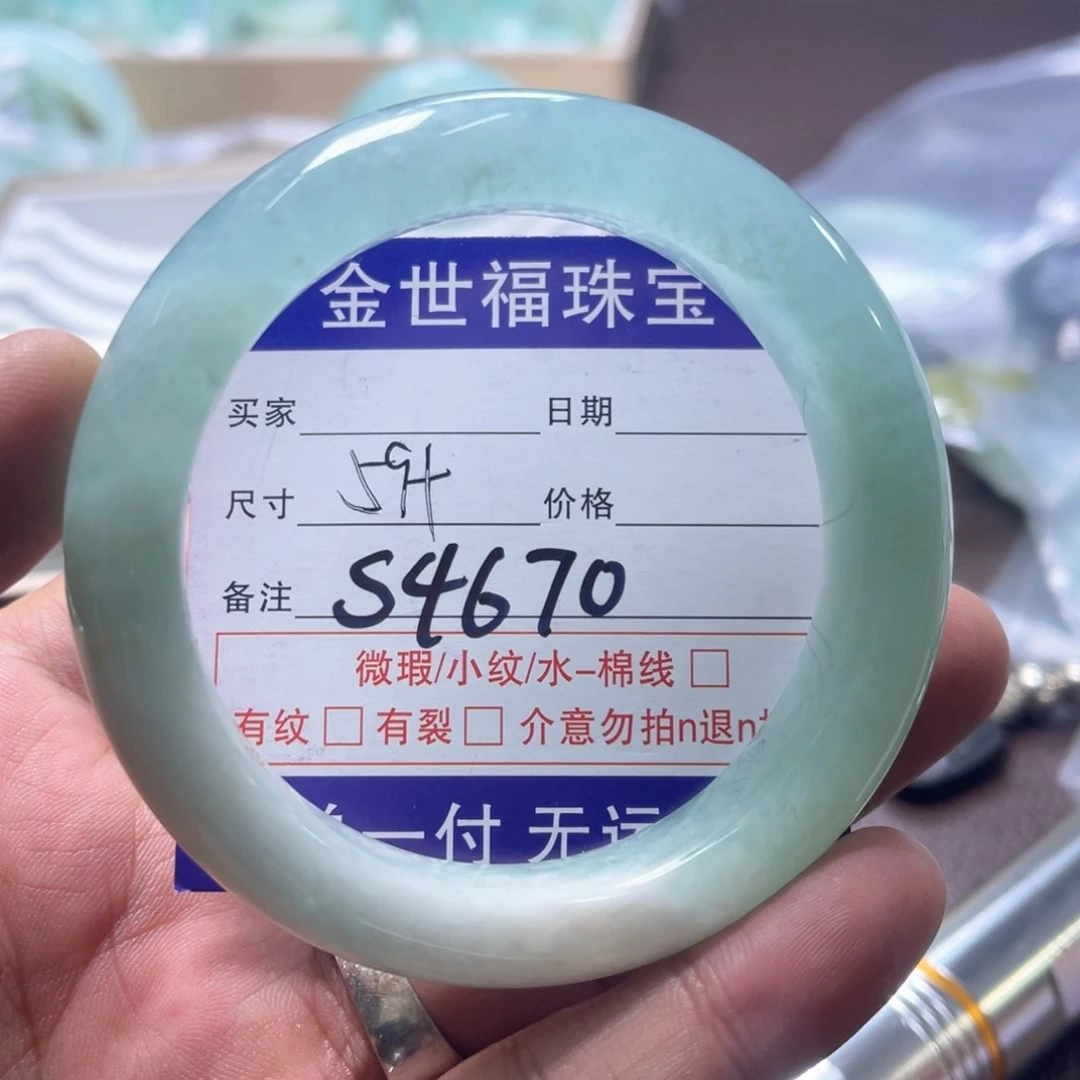 金世福珠宝
买家 日期
尺寸 59+ 价格
备注 S4670
微瑕/小纹/水-棉线 □
有纹 □ 有裂 □ 介意勿拍n退n
一付 无运